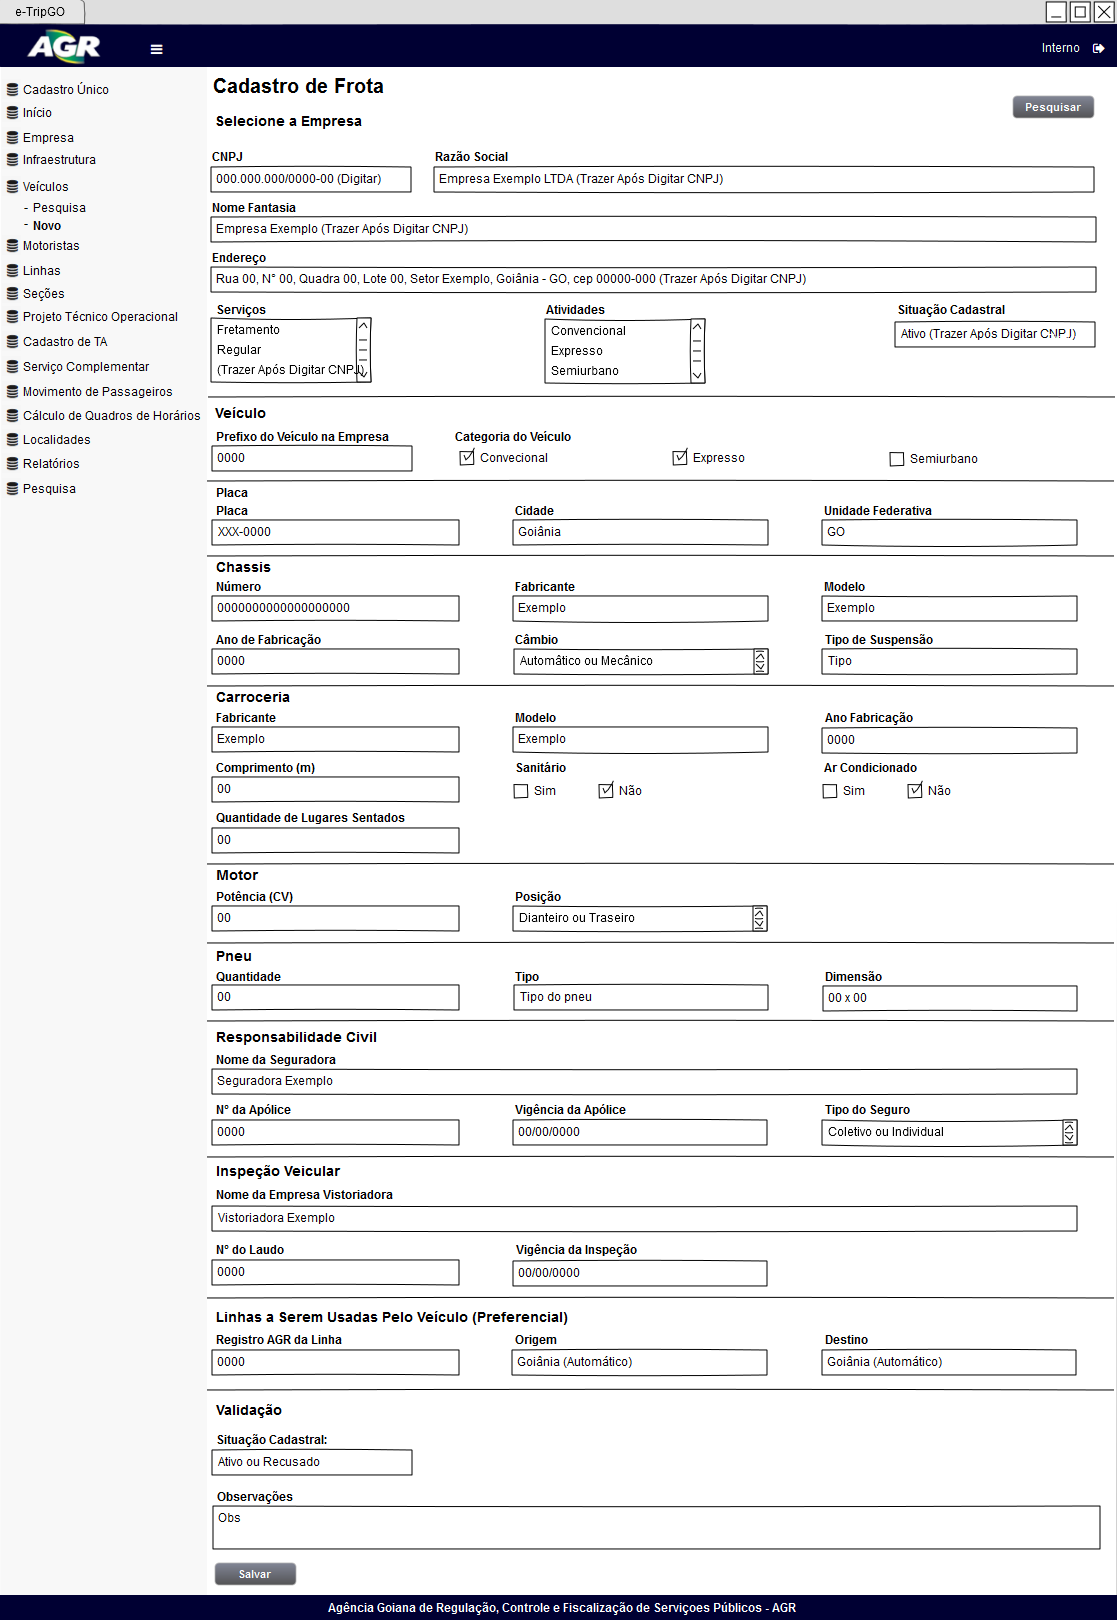 e-TripGO
AGR
Interno
Cadastro Único
Início
Empresa
Infraestrutura
Veículos
- Pesquisa
- Novo
Motoristas
Linhas
Seções
Projeto Técnico Operacional
Cadastro de TA
Serviço Complementar
Movimento de Passageiros
Cálculo de Quadros de Horários
Localidades
Relatórios
Pesquisa
Cadastro de Frota
Pesquisar
Selecione a Empresa
CNPJ Razão Social
000.000.000/0000-00 (Digitar) Empresa Exemplo LTDA (Trazer Após Digitar CNPJ)
Nome Fantasia
Empresa Exemplo (Trazer Após Digitar CNPJ)
Endereço
Rua 00, N° 00, Quadra 00, Lote 00, Setor Exemplo, Goiânia - GO, cep 00000-000 (Trazer Após Digitar CNPJ)
Serviços Atividades Situação Cadastral
Fretamento Convencional Ativo (Trazer Após Digitar CNPJ)
Regular Expresso
(Trazer Após Digitar CNPJ) Semiurbano
Veículo
Prefixo do Veículo na Empresa Categoria do Veículo
0000 Convecional Expresso Semiurbano
Placa
Placa Cidade Unidade Federativa
XXX-0000 Goiânia GO
Chassis
Número Fabricante Modelo
0000000000000000000 Exemplo Exemplo
Ano de Fabricação Câmbio Tipo de Suspensão
0000 Automâtico ou Mecânico Tipo
Carroceria
Fabricante Modelo Ano Fabricação
Exemplo Exemplo 0000
Comprimento (m) Sanitário Ar Condicionado
00 Sim Não Sim Não
Quantidade de Lugares Sentados
00
Motor
Potência (CV) Posição
00 Dianteiro ou Traseiro
Pneu
Quantidade Tipo Dimensão
00 Tipo do pneu 00 x 00
Responsabilidade Civil
Nome da Seguradora
Seguradora Exemplo
N° da Apólice Vigência da Apólice Tipo do Seguro
0000 00/00/0000 Coletivo ou Individual
Inspeção Veicular
Nome da Empresa Vistoriadora
Vistoriadora Exemplo
N° do Laudo Vigência da Inspeção
0000 00/00/0000
Linhas a Serem Usadas Pelo Veículo (Preferencial)
Registro AGR da Linha Origem Destino
0000 Goiânia (Automático) Goiânia (Automático)
Validação
Situação Cadastral:
Ativo ou Recusado
Observações
Obs
Salvar
Agência Goiana de Regulação, Controle e Fiscalização de Serviçoes Públicos - AGR